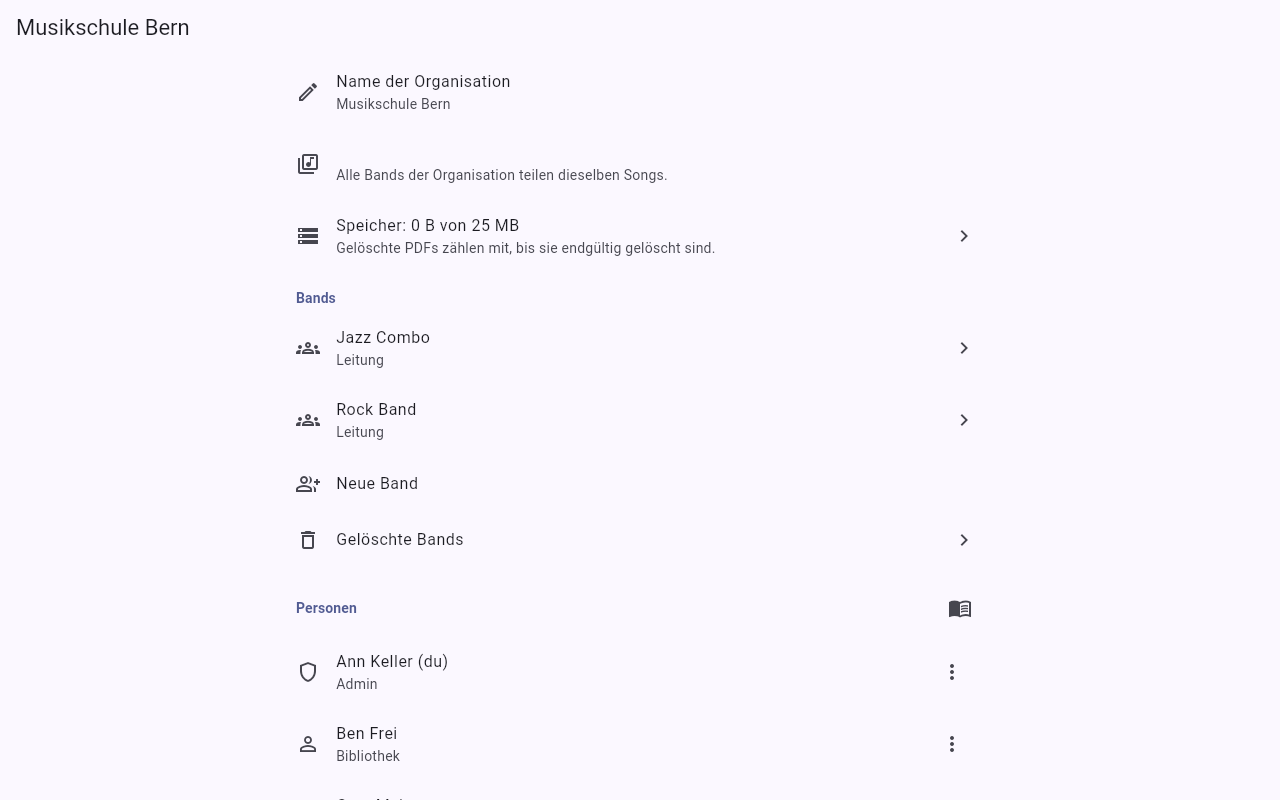 Musikschule Bern
Name der Organisation
Musikschule Bern
Alle Bands der Organisation teilen dieselben Songs.
Speicher: 0 B von 25 MB
Gelöschte PDFs zählen mit, bis sie endgültig gelöscht sind.
Bands
Jazz Combo
Leitung
Rock Band
Leitung
Neue Band
Gelöschte Bands
Personen
Ann Keller (du)
Admin
Ben Frei
Bibliothek